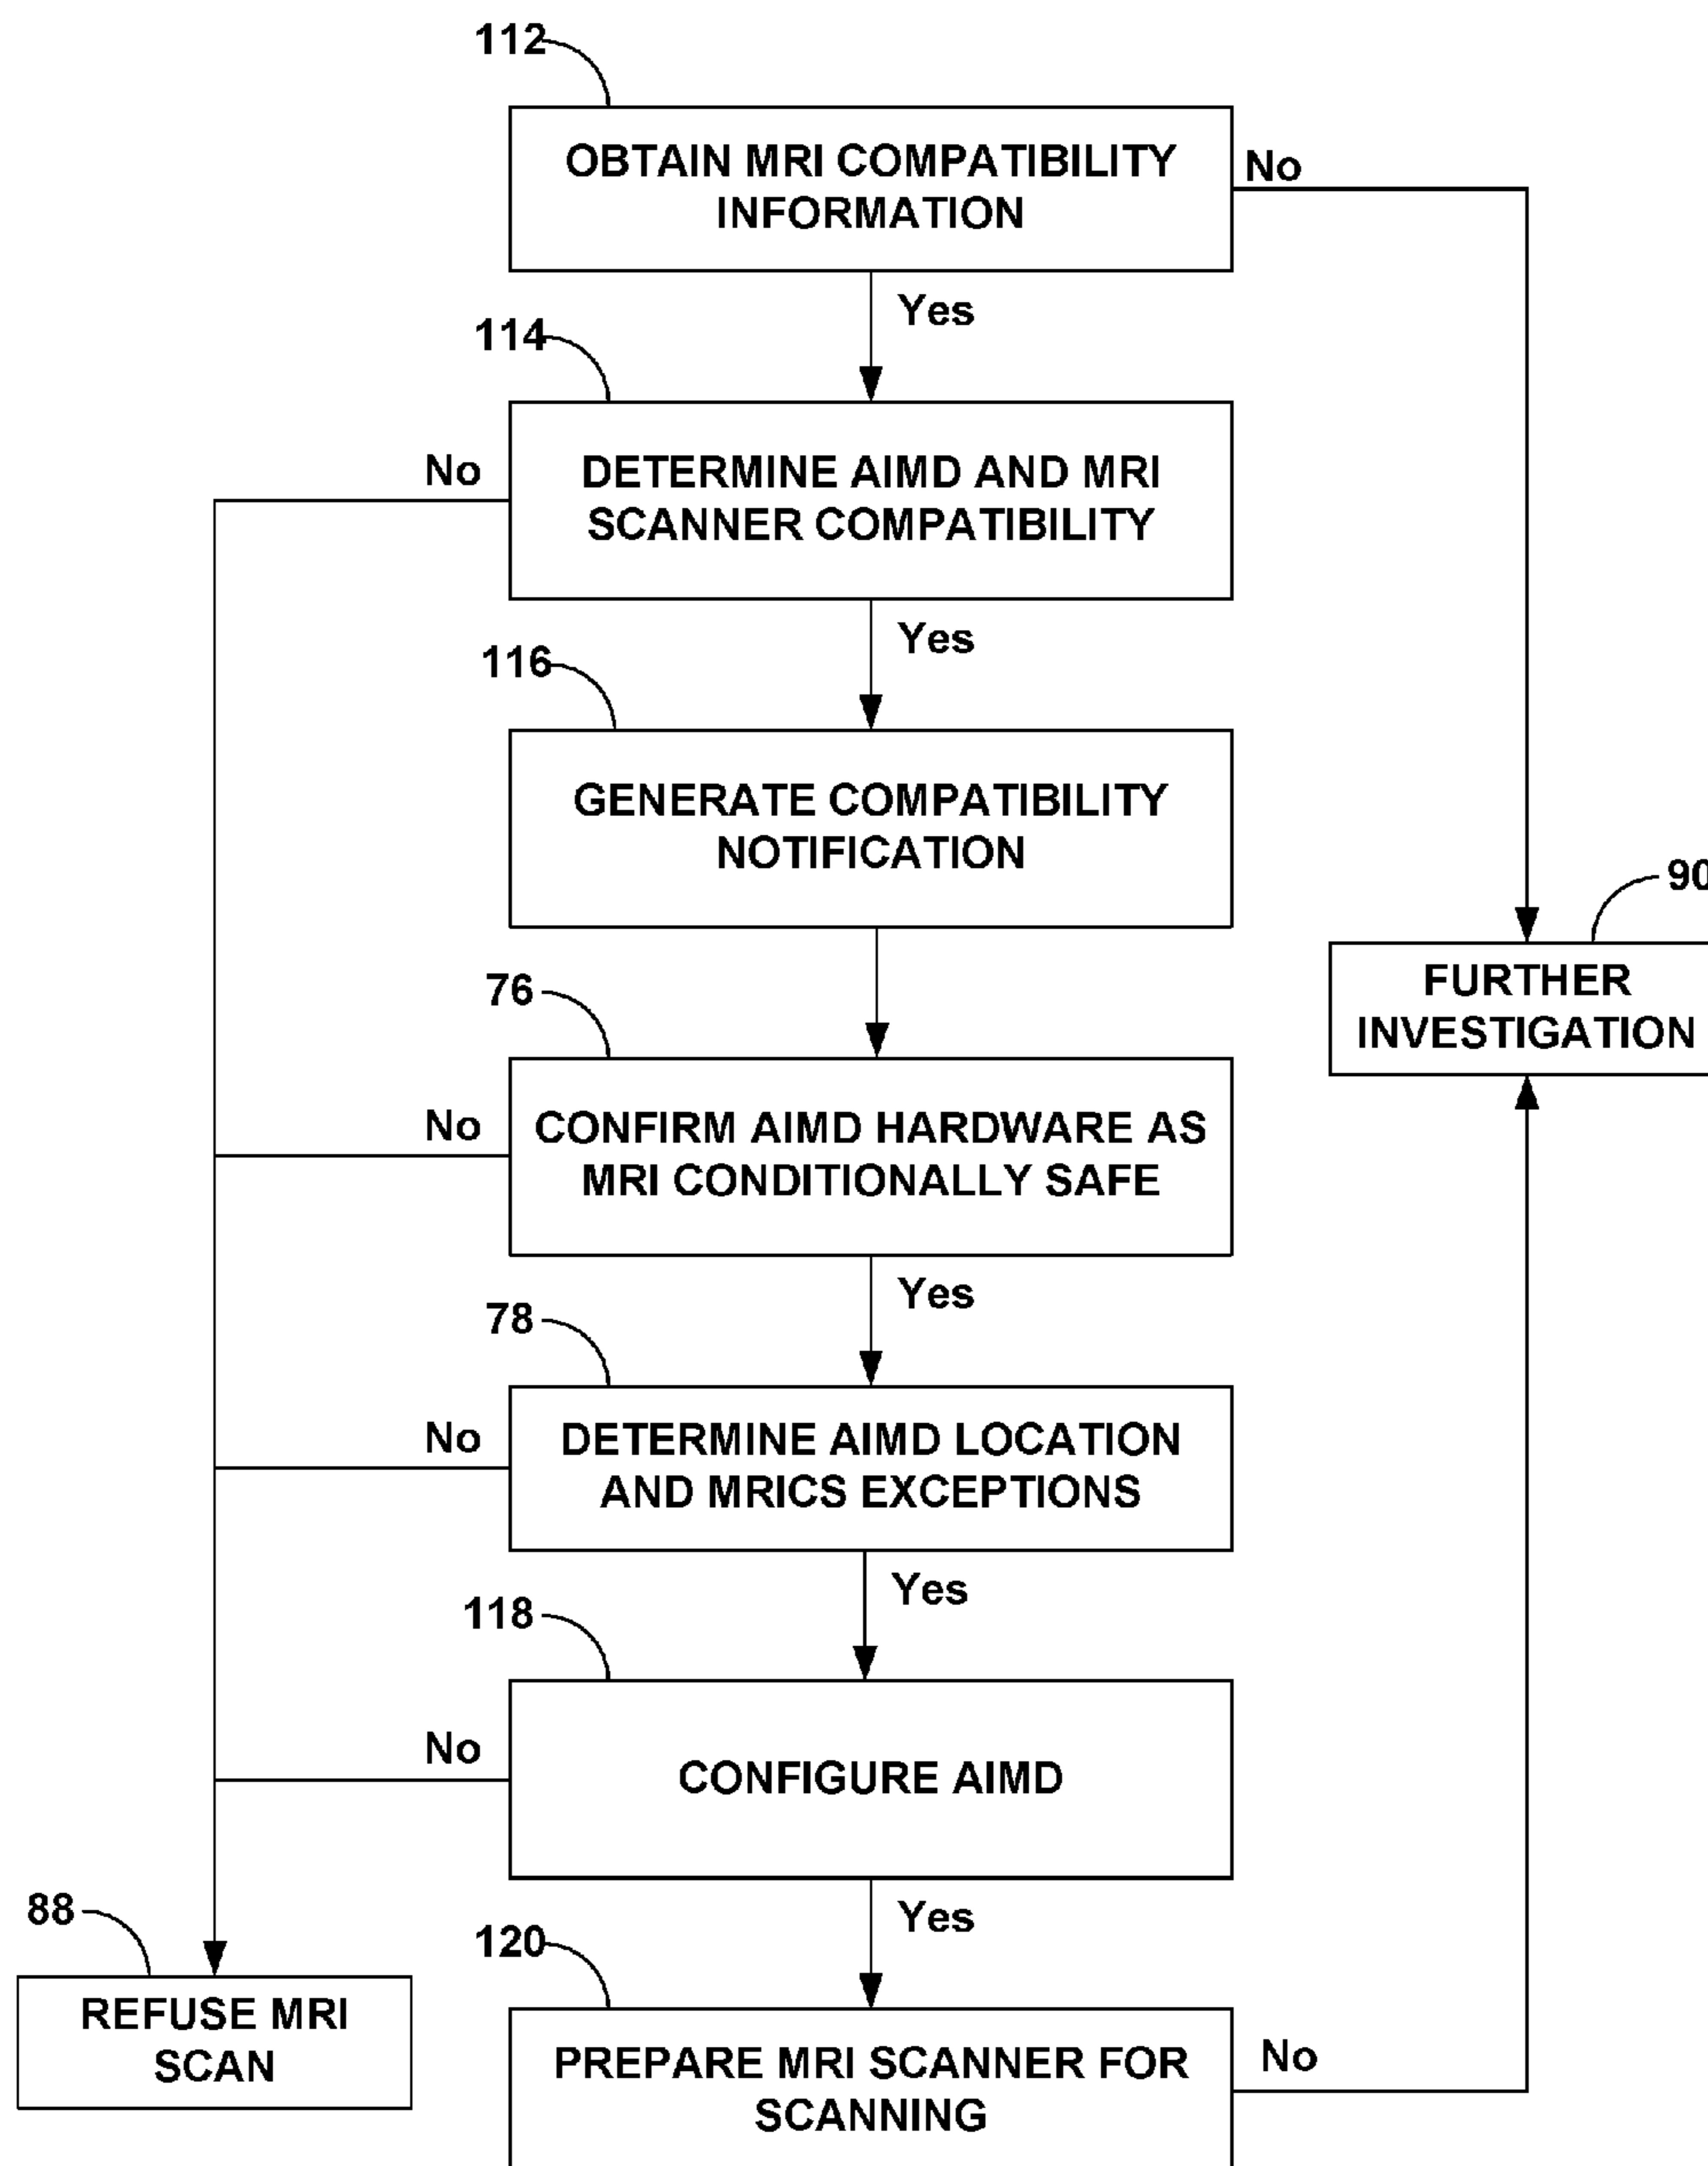 112
OBTAIN MRI COMPATIBILITY
INFORMATION
No
Yes
114
No
DETERMINE AIMD AND MRI
SCANNER COMPATIBILITY
Yes
116
GENERATE COMPATIBILITY
NOTIFICATION
90
FURTHER
INVESTIGATION
76
No
CONFIRM AIMD HARDWARE AS
MRI CONDITIONALLY SAFE
Yes
78
No
DETERMINE AIMD LOCATION
AND MRICS EXCEPTIONS
Yes
118
No
CONFIGURE AIMD
Yes
88
REFUSE MRI
SCAN
120
PREPARE MRI SCANNER FOR
SCANNING
No